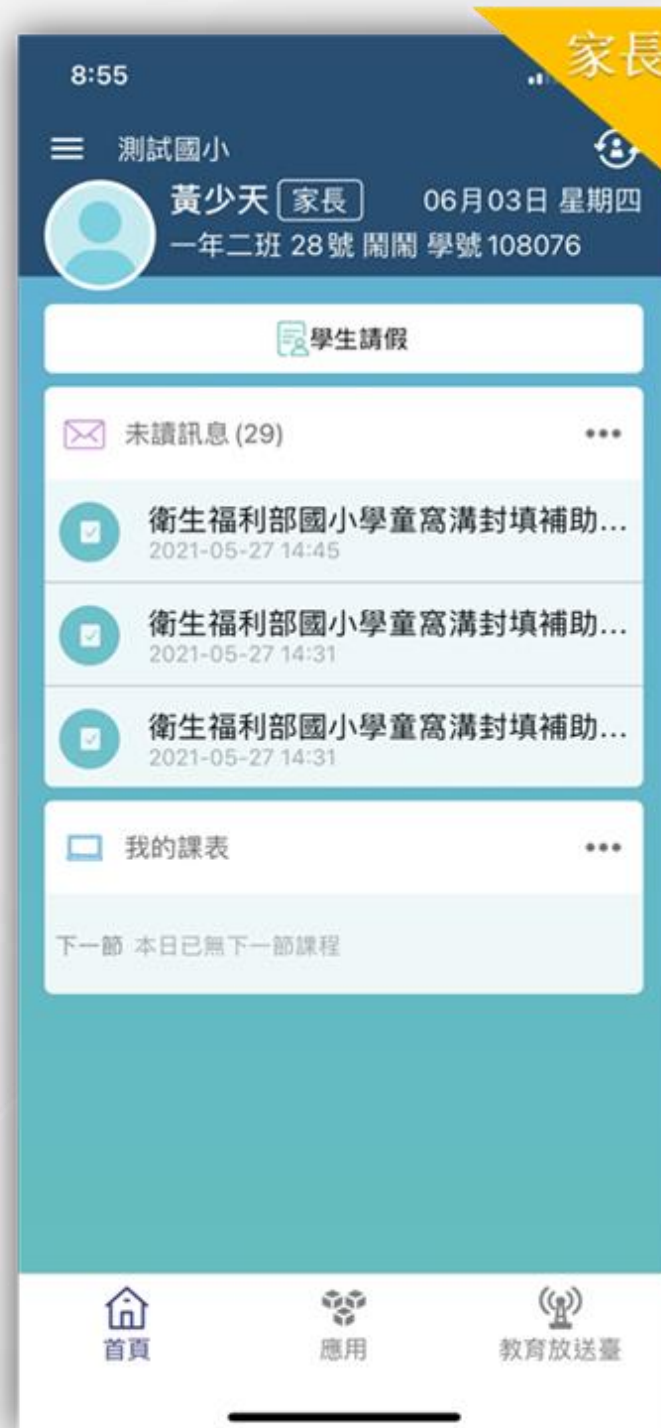 家長
8:55
測試國小
黃少天 家長 06月03日 星期四
一年二班 28號 鬧鬧 學號108076
學生請假
未讀訊息 (29)
衛生福利部國小學童窩溝封填補助...
2021-05-27 14:45
衛生福利部國小學童窩溝封填補助...
2021-05-27 14:31
衛生福利部國小學童窩溝封填補助...
2021-05-27 14:31
我的課表
下一節 本日已無下一節課程
首頁 應用 教育放送臺